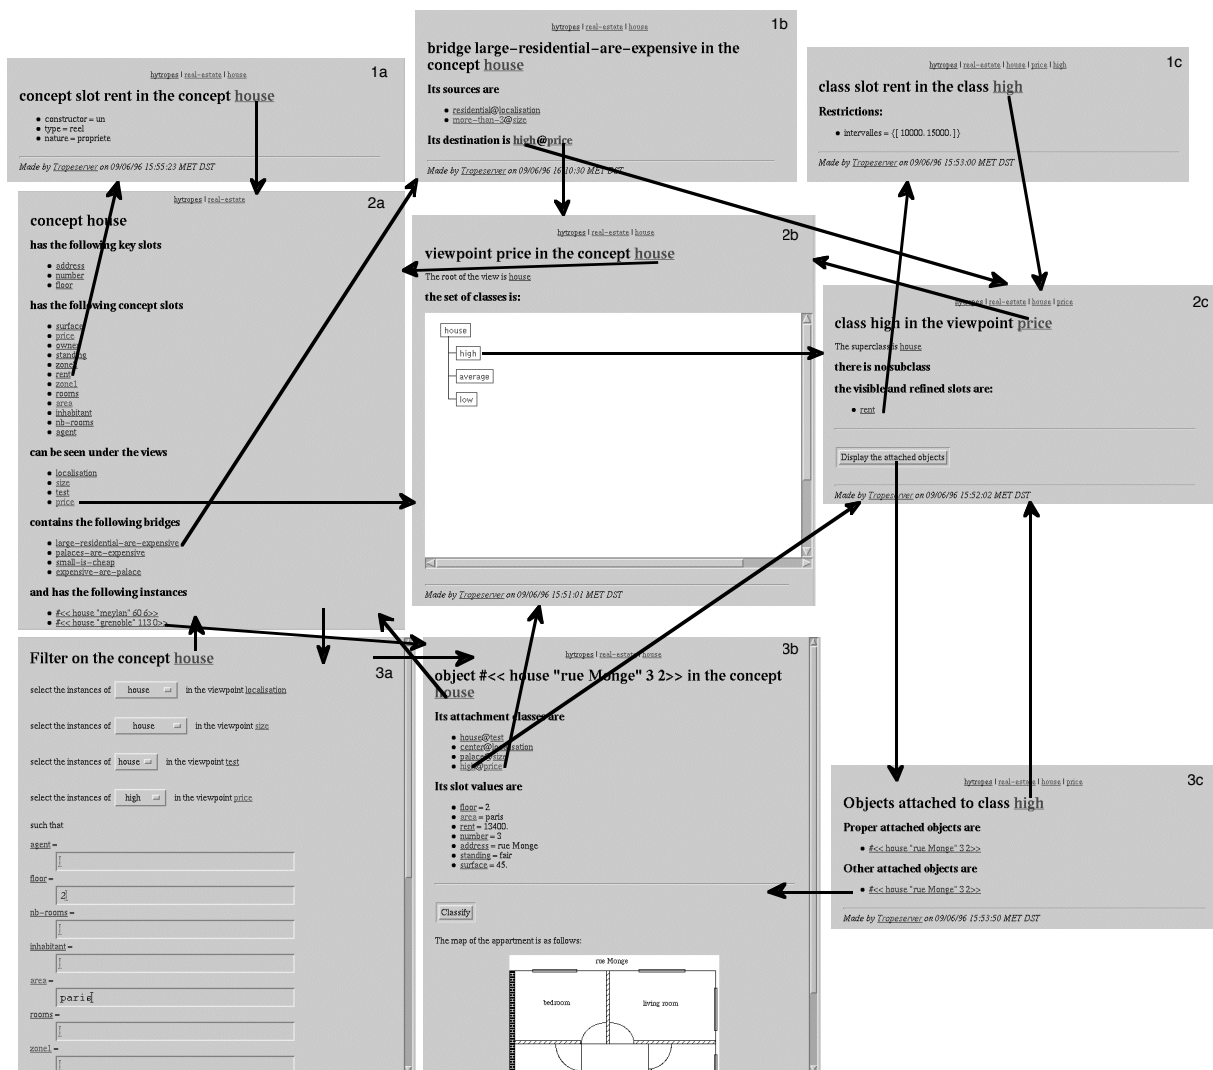 1a
hytropes | real-estate | house
concept slot rent in the concept house
constructor = un
type = reel
nature = propriete
Made by Tropeserver on 09/06/96 15:55:23 MET DST
1b
hytropes | real-estate | house
bridge large-residential-are-expensive in the
concept house
Its sources are
residential@localisation
more-than-3@size
Its destination is high@price
Made by Tropeserver on 09/06/96 16:10:30 MET DST
1c
hytropes | real-estate | house | price | high
class slot rent in the class high
Restrictions:
intervalles = {[ 10000. 15000. ]}
Made by Tropeserver on 09/06/96 15:53:00 MET DST
2a
hytropes | real-estate
concept house
has the following key slots
address
number
floor
has the following concept slots
surface
price
owner
standing
zone2
rent
zone1
rooms
area
inhabitant
nb-rooms
agent
can be seen under the views
localisation
size
test
price
contains the following bridges
large-residential-are-expensive
palaces-are-expensive
small-is-cheap
expensive-are-palace
and has the following instances
#<< house "meylan" 60 6>>
#<< house "grenoble" 113 0>>
2b
hytropes | real-estate | house
viewpoint price in the concept house
The root of the view is house
the set of classes is:
house
high
average
low
Made by Tropeserver on 09/06/96 15:51:01 MET DST
2c
hytropes | real-estate | house | price
class high in the viewpoint price
The superclass is house
there is no subclass
the visible and refined slots are:
rent
Display the attached objects
Made by Tropeserver on 09/06/96 15:52:02 MET DST
3a
Filter on the concept house
select the instances of house in the viewpoint localisation
select the instances of house in the viewpoint size
select the instances of house in the viewpoint test
select the instances of high in the viewpoint price
such that
agent =
floor =
2
nb-rooms =
inhabitant =
area =
paris
rooms =
zone1 =
3b
hytropes | real-estate | house
object #<< house "rue Monge" 3 2>> in the concept
house
Its attachment classes are
house@test
center@localisation
palace@size
high@price
Its slot values are
floor = 2
area = paris
rent = 13400.
number = 3
address = rue Monge
standing = fair
surface = 45.
Classify
The map of the appartment is as follows:
rue Monge
bedroom
living room
3c
hytropes | real-estate | house | price
Objects attached to class high
Proper attached objects are
#<< house "rue Monge" 3 2>>
Other attached objects are
#<< house "rue Monge" 3 2>>
Made by Tropeserver on 09/06/96 15:53:50 MET DST